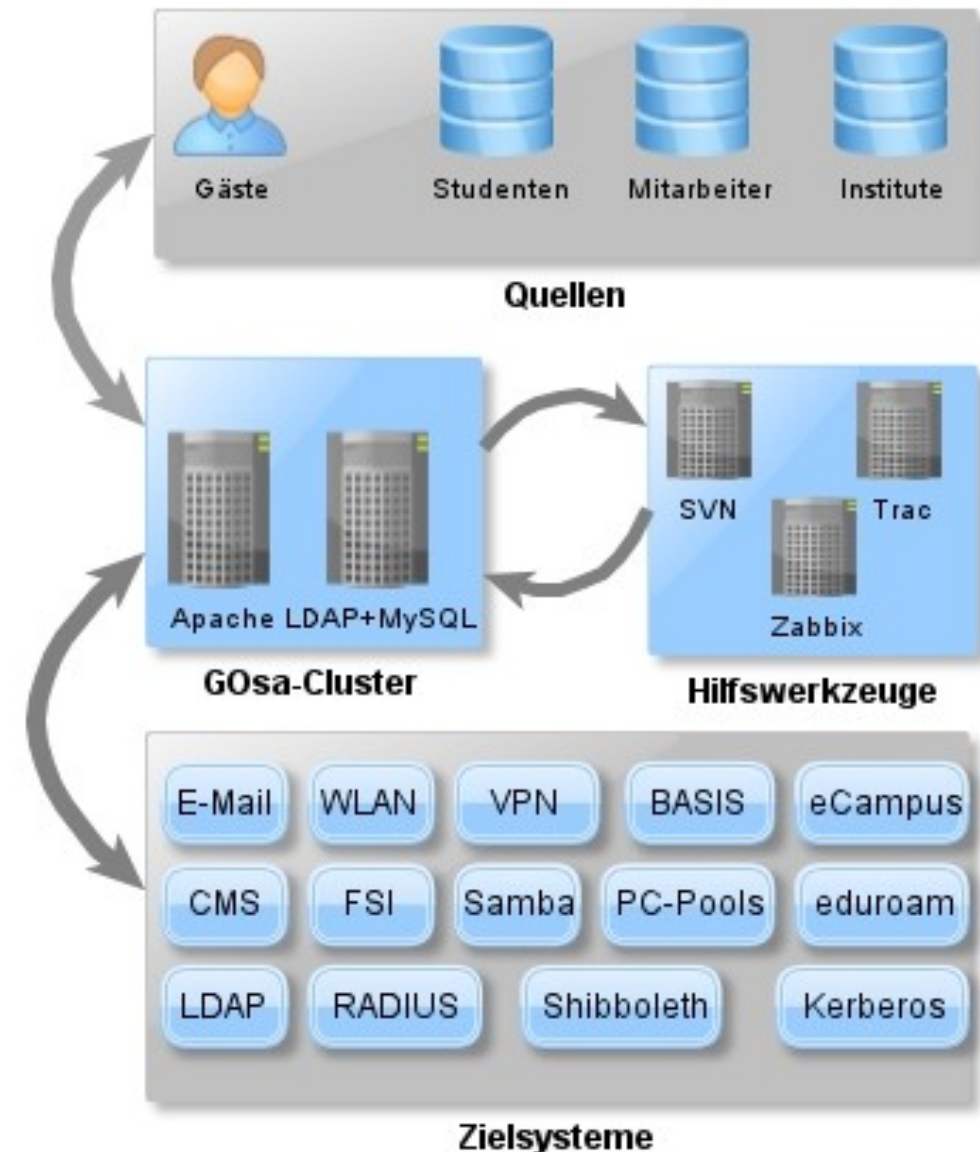 Gäste Studenten Mitarbeiter Institute
Quellen
SVN Trac
Zabbix
Apache LDAP+MySQL
GOsa-Cluster
Hilfswerkzeuge
E-Mail WLAN VPN BASIS eCampus
CMS FSI Samba PC-Pools eduroam
LDAP RADIUS Shibboleth Kerberos
Zielsysteme